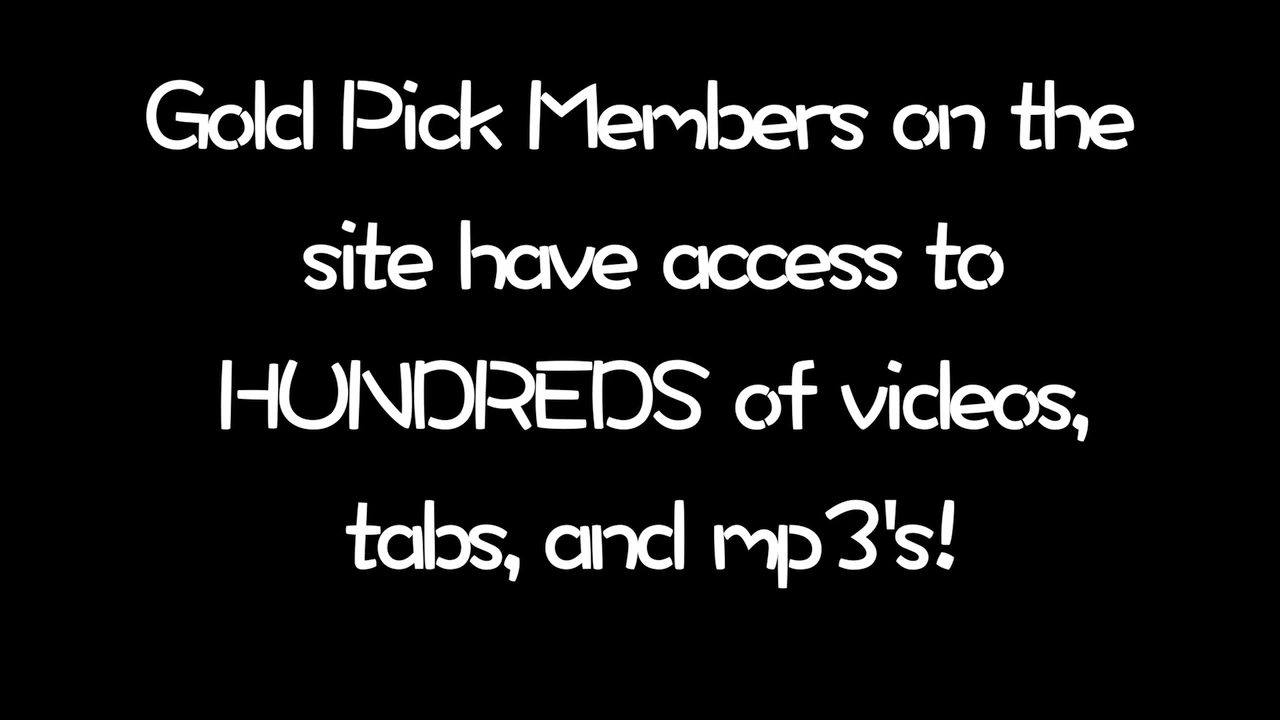 Gold Pick Members on the
site have access to
HUNDREDS of videos,
tabs, and mp3's!